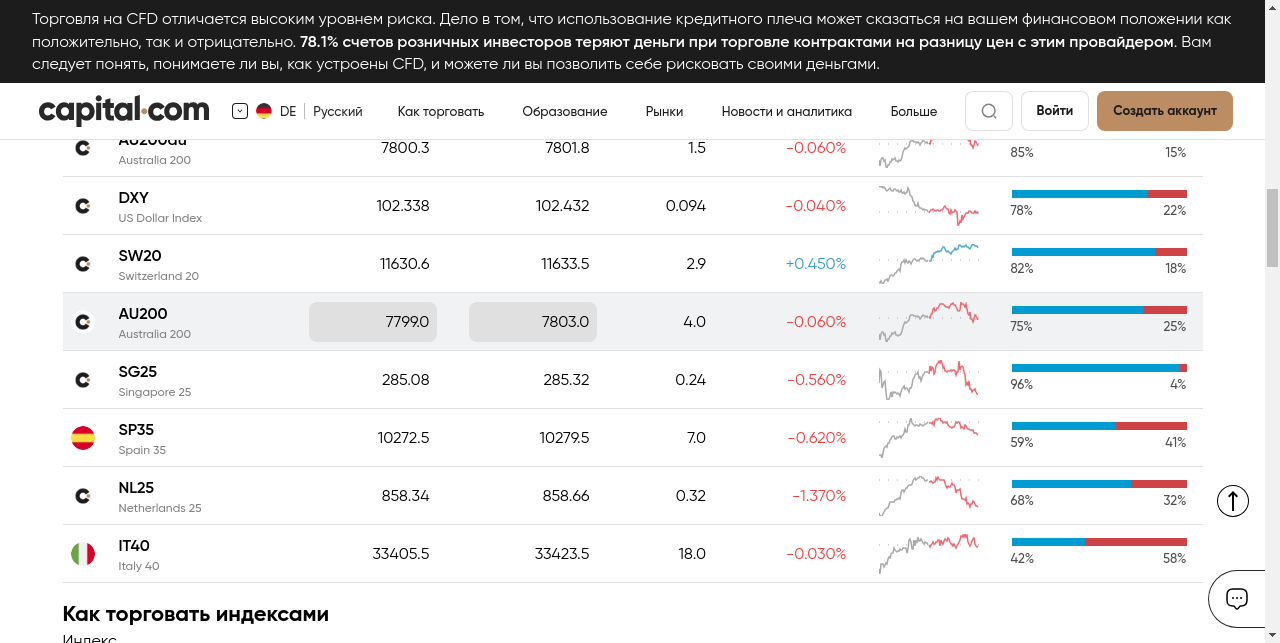 Торговля на CFD отличается высоким уровнем риска. Дело в том, что использование кредитного плеча может сказаться на вашем финансовом положении как
положительно, так и отрицательно. 78.1% счетов розничных инвесторов теряют деньги при торговле контрактами на разницу цен с этим провайдером. Вам
следует понять, понимаете ли вы, как устроены CFD, и можете ли вы позволить себе рисковать своими деньгами.
capital.com DE Русский Как торговать Образование Рынки Новости и аналитика Больше Войти Создать аккаунт
AU200du 7800.3 7801.8 1.5 -0.060%
Australia 200 85% 15%
DXY 102.338 102.432 0.094 -0.040%
US Dollar Index 78% 22%
SW20 11630.6 11633.5 2.9 +0.450%
Switzerland 20 82% 18%
AU200 7799.0 7803.0 4.0 -0.060%
Australia 200 75% 25%
SG25 285.08 285.32 0.24 -0.560%
Singapore 25 96% 4%
SP35 10272.5 10279.5 7.0 -0.620%
Spain 35 59% 41%
NL25 858.34 858.66 0.32 -1.370%
Netherlands 25 68% 32%
IT40 33405.5 33423.5 18.0 -0.030%
Italy 40 42% 58%
Как торговать индексами
Индекс